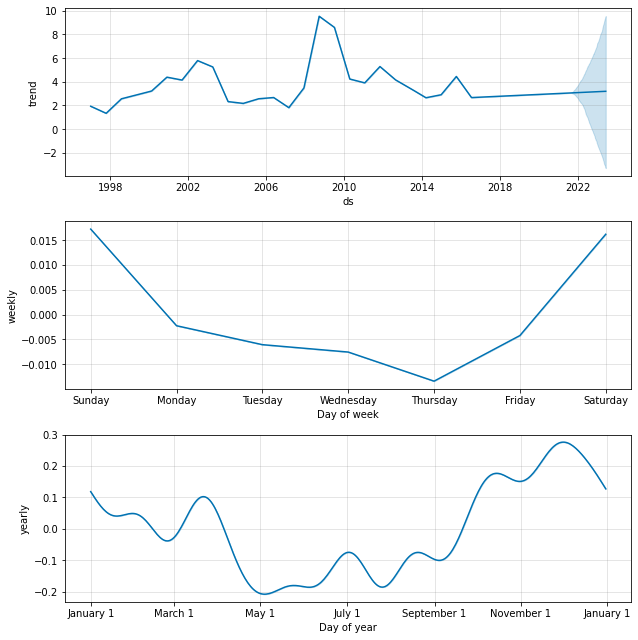 10
8
6
4
2
0
−2
trend
1998 2002 2006 2010 2014 2018 2022
ds
0.015
0.010
0.005
0.000
−0.005
−0.010
weekly
Sunday Monday Tuesday Wednesday Thursday Friday Saturday
Day of week
0.3
0.2
0.1
0.0
−0.1
−0.2
yearly
January 1 March 1 May 1 July 1 September 1 November 1 January 1
Day of year